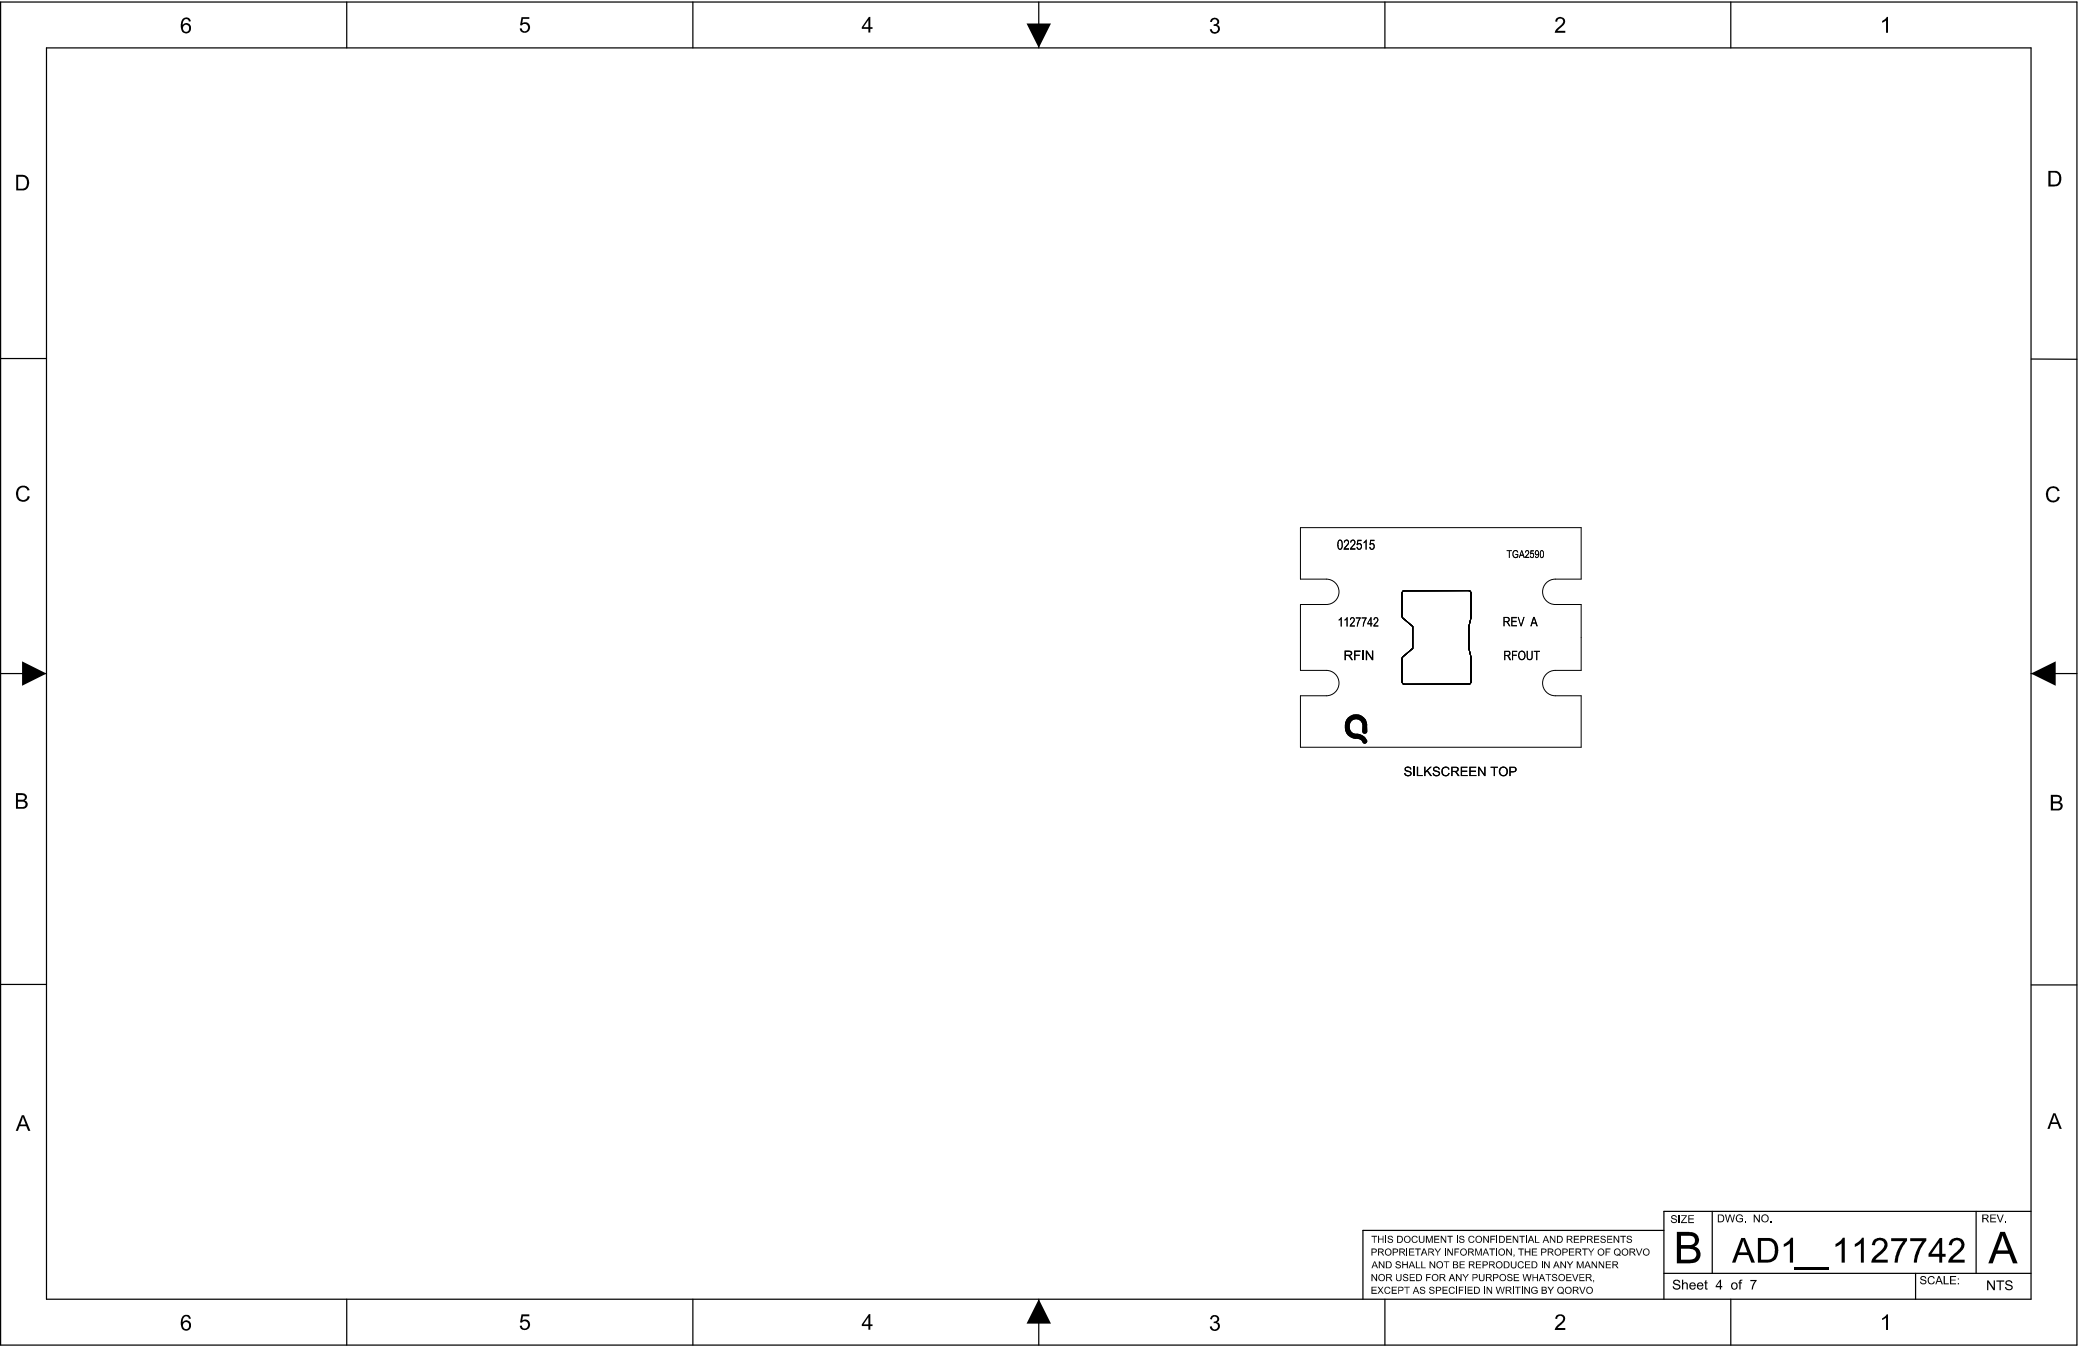 6 5 4 3 2 1
D D
C C
022515
TGA2590
1127742 REV A
RFIN RFOUT
Q
SILKSCREEN TOP
B B
A A
THIS DOCUMENT IS CONFIDENTIAL AND REPRESENTS
PROPRIETARY INFORMATION, THE PROPERTY OF QORVO
AND SHALL NOT BE REPRODUCED IN ANY MANNER
NOR USED FOR ANY PURPOSE WHATSOEVER,
EXCEPT AS SPECIFIED IN WRITING BY QORVO
SIZE DWG. NO. REV.
B AD1__1127742 A
Sheet 4 of 7 SCALE: NTS
6 5 4 3 2 1